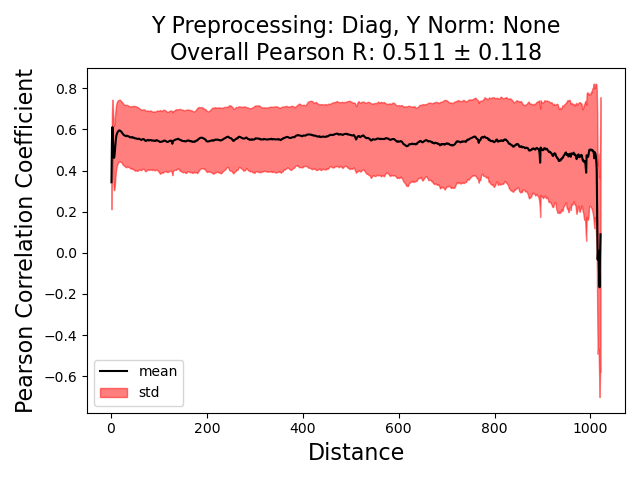 Y Preprocessing: Diag, Y Norm: None
Overall Pearson R: 0.511 ± 0.118
Pearson Correlation Coefficient
0.8
0.6
0.4
0.2
0.0
−0.2
−0.4
−0.6
mean
std
0 200 400 600 800 1000
Distance